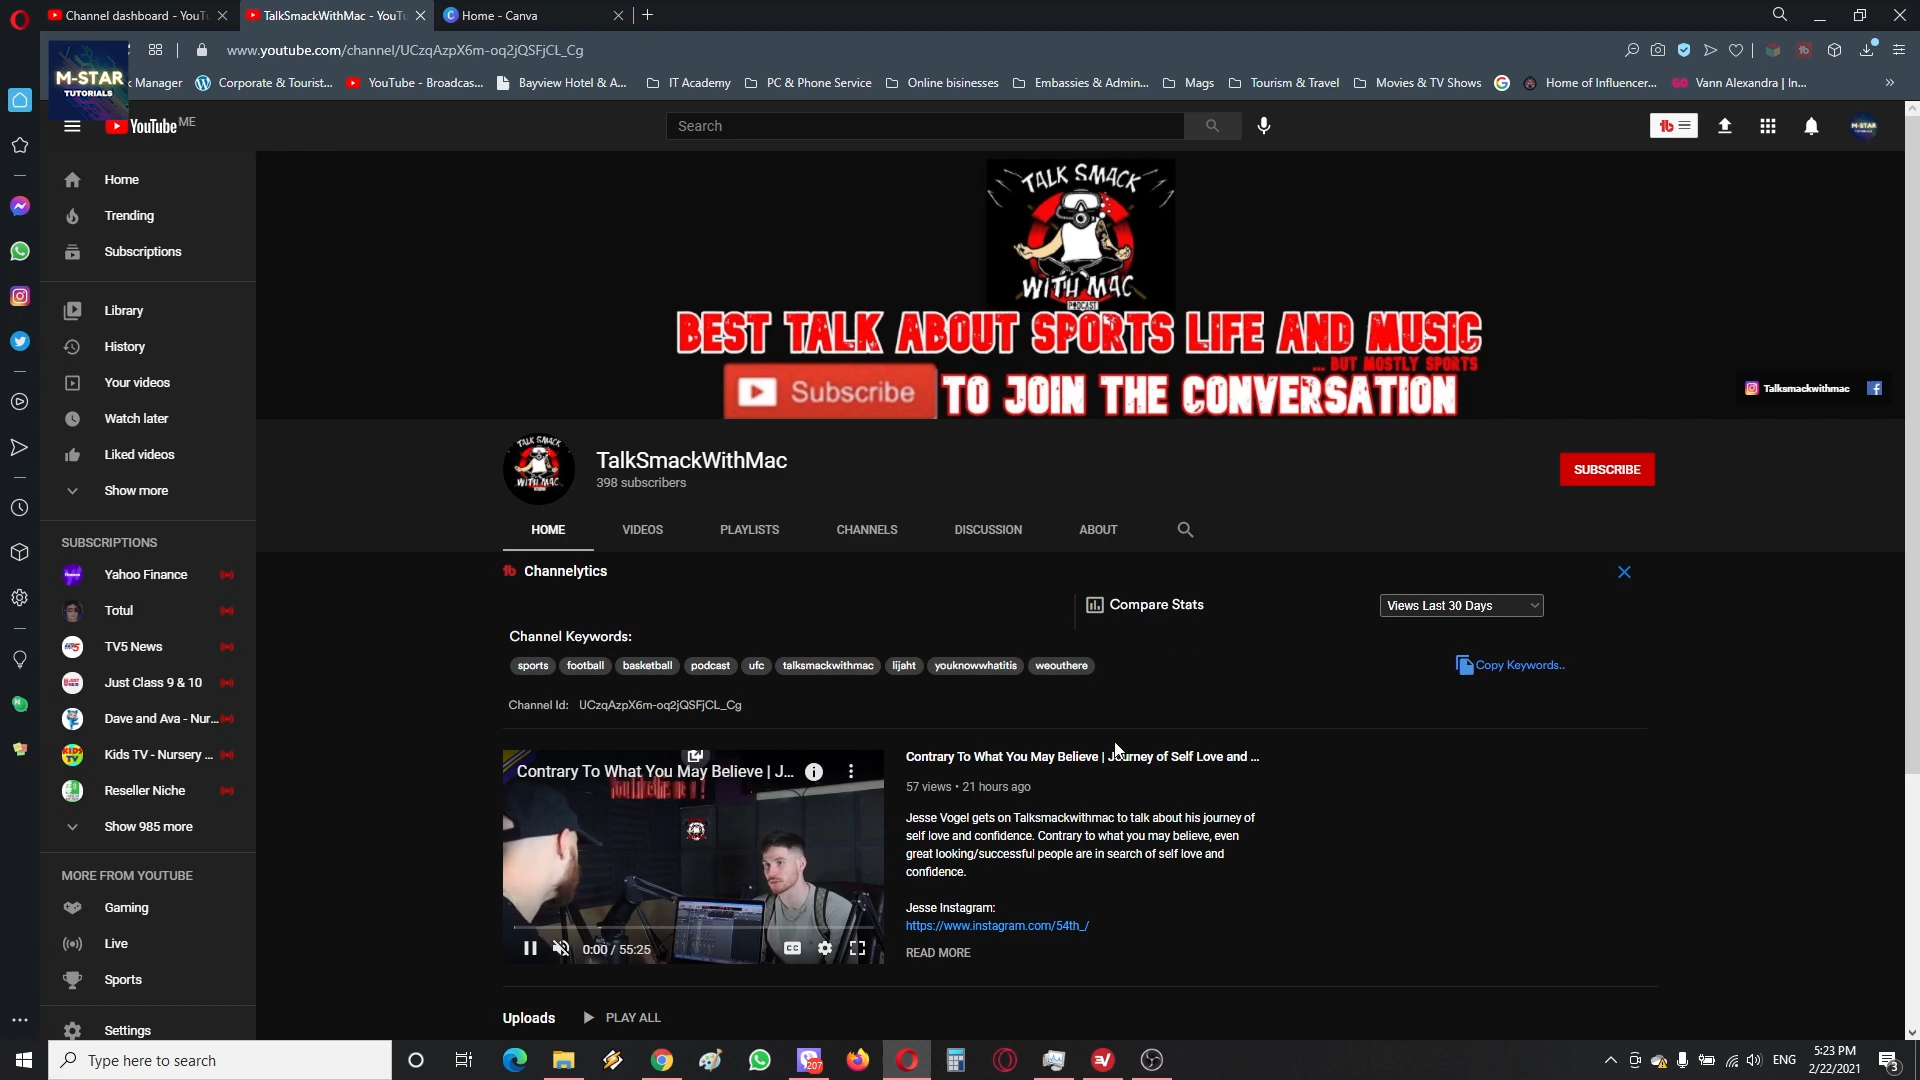 Channel dashboard - YouTu
TalkSmackWithMac - YouTu
Home - Canva
www.youtube.com/channel/UCzqAzpX6m-oq2jQSFjCL_Cg
M-STAR
TUTORIALS
k Manager
Corporate & Tourist...
YouTube - Broadcas...
Bayview Hotel & A...
IT Academy
PC & Phone Service
Online bisinesses
Embassies & Admin...
Mags
Tourism & Travel
Movies & TV Shows
Home of Influencer...
Vann Alexandra | In...
YouTube ME
Search
Home
Trending
Subscriptions
Library
History
Your videos
Watch later
Liked videos
Show more
SUBSCRIPTIONS
Yahoo Finance
Totul
TV5 News
Just Class 9 & 10
Dave and Ava - Nur...
Kids TV - Nursery ...
Reseller Niche
Show 985 more
MORE FROM YOUTUBE
Gaming
Live
Sports
Settings
TALK SMACK
WITH MAC
PODCAST
BEST TALK ABOUT SPORTS LIFE AND MUSIC
... BUT MOSTLY SPORTS
Subscribe TO JOIN THE CONVERSATION
Talksmackwithmac
TALK SMACK
WITH MAC
TalkSmackWithMac
398 subscribers
SUBSCRIBE
HOME
VIDEOS
PLAYLISTS
CHANNELS
DISCUSSION
ABOUT
Channelytics
Compare Stats
Views Last 30 Days
Channel Keywords:
sports
football
basketball
podcast
ufc
talksmackwithmac
lijaht
youknowwhatitis
weouthere
Copy Keywords..
Channel Id: UCzqAzpX6m-oq2jQSFjCL_Cg
Contrary To What You May Believe | J...
0:00 / 55:25
Contrary To What You May Believe | Journey of Self Love and ...
57 views • 21 hours ago
Jesse Vogel gets on Talksmackwithmac to talk about his journey of
self love and confidence. Contrary to what you may believe, even
great looking/successful people are in search of self love and
confidence.
Jesse Instagram:
https://www.instagram.com/54th_/
READ MORE
Uploads
PLAY ALL
Type here to search
207
ENG
5:23 PM
2/22/2021
3